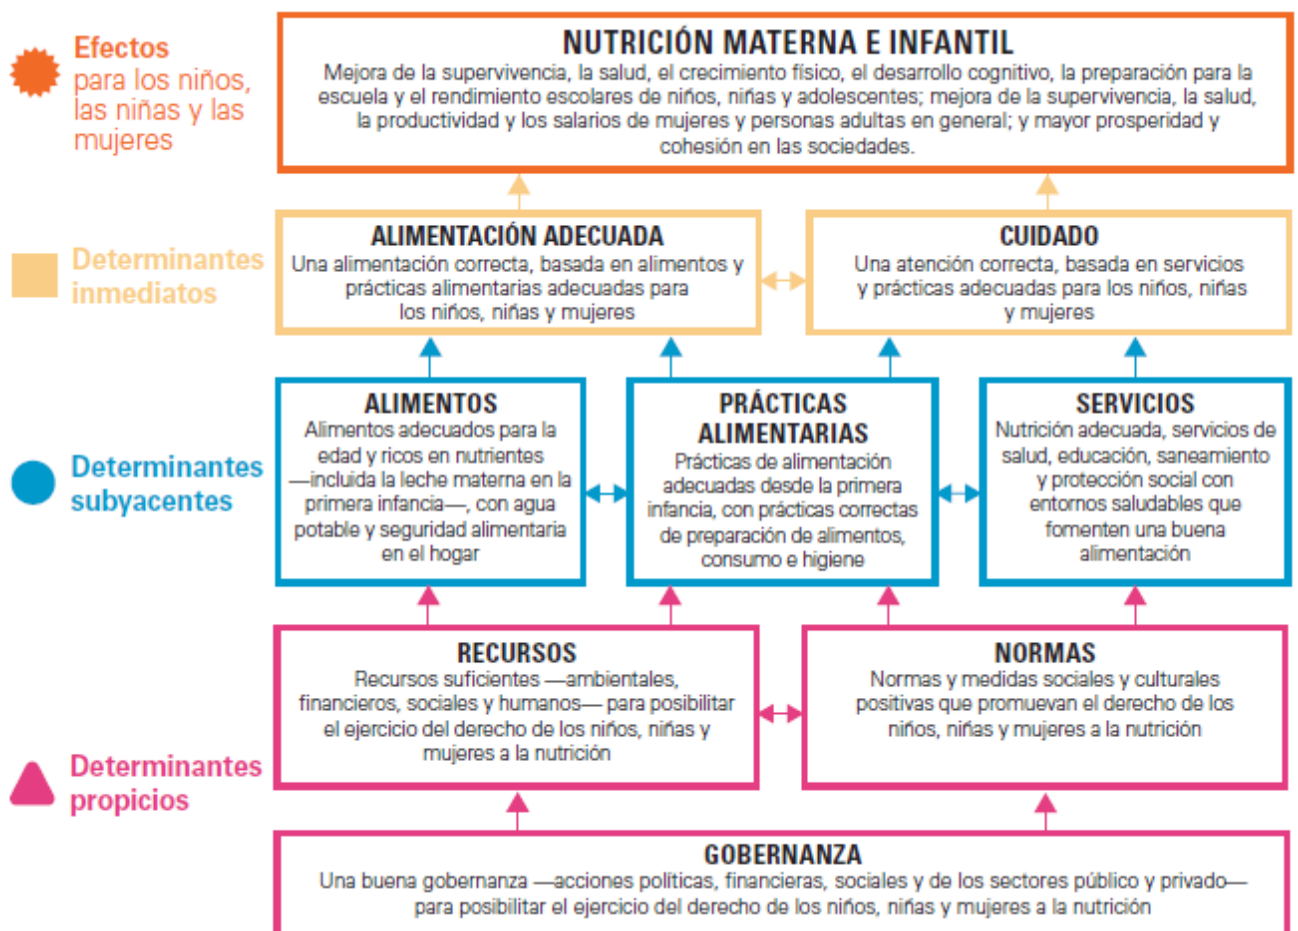 Efectos
para los niños,
las niñas y las
mujeres
NUTRICIÓN MATERNA E INFANTIL
Mejora de la supervivencia, la salud, el crecimiento físico, el desarrollo cognitivo, la preparación para la
escuela y el rendimiento escolares de niños, niñas y adolescentes; mejora de la supervivencia, la salud,
la productividad y los salarios de mujeres y personas adultas en general; y mayor prosperidad y
cohesión en las sociedades.
Determinantes
inmediatos
ALIMENTACIÓN ADECUADA
Una alimentación correcta, basada en alimentos y
prácticas alimentarias adecuadas para
los niños, niñas y mujeres
CUIDADO
Una atención correcta, basada en servicios
y prácticas adecuadas para los niños, niñas
y mujeres
Determinantes
subyacentes
ALIMENTOS
Alimentos adecuados para la
edad y ricos en nutrientes
—incluida la leche materna en la
primera infancia—, con agua
potable y seguridad alimentaria
en el hogar
PRÁCTICAS
ALIMENTARIAS
Prácticas de alimentación
adecuadas desde la primera
infancia, con prácticas correctas
de preparación de alimentos,
consumo e higiene
SERVICIOS
Nutrición adecuada, servicios de
salud, educación, saneamiento
y protección social con
entornos saludables que
fomenten una buena
alimentación
Determinantes
propicios
RECURSOS
Recursos suficientes —ambientales,
financieros, sociales y humanos— para posibilitar
el ejercicio del derecho de los niños, niñas y
mujeres a la nutrición
NORMAS
Normas y medidas sociales y culturales
positivas que promuevan el derecho de los
niños, niñas y mujeres a la nutrición
GOBERNANZA
Una buena gobernanza —acciones políticas, financieras, sociales y de los sectores público y privado—
para posibilitar el ejercicio del derecho de los niños, niñas y mujeres a la nutrición